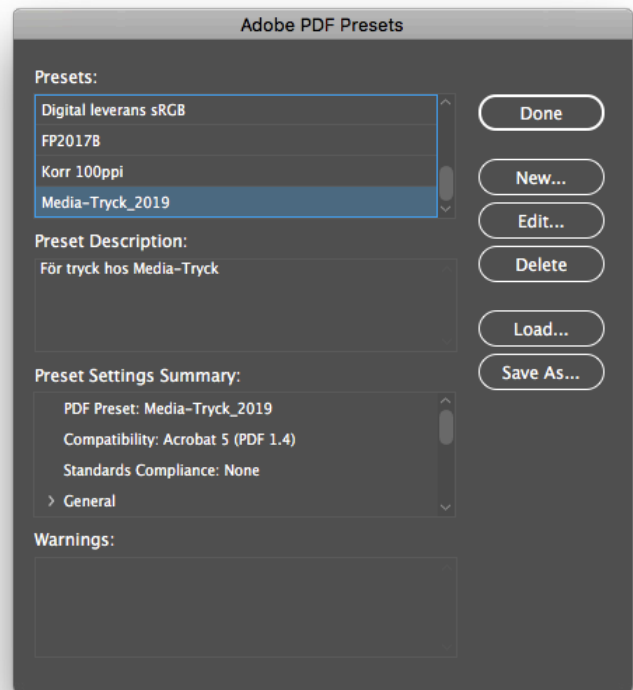 Adobe PDF Presets
Presets:
Digital leverans sRGB
FP2017B
Korr 100ppi
Media-Tryck_2019
Done
New...
Edit...
Delete
Load...
Save As...
Preset Description:
För tryck hos Media-Tryck
Preset Settings Summary:
PDF Preset: Media-Tryck_2019
Compatibility: Acrobat 5 (PDF 1.4)
Standards Compliance: None
> General
Warnings: